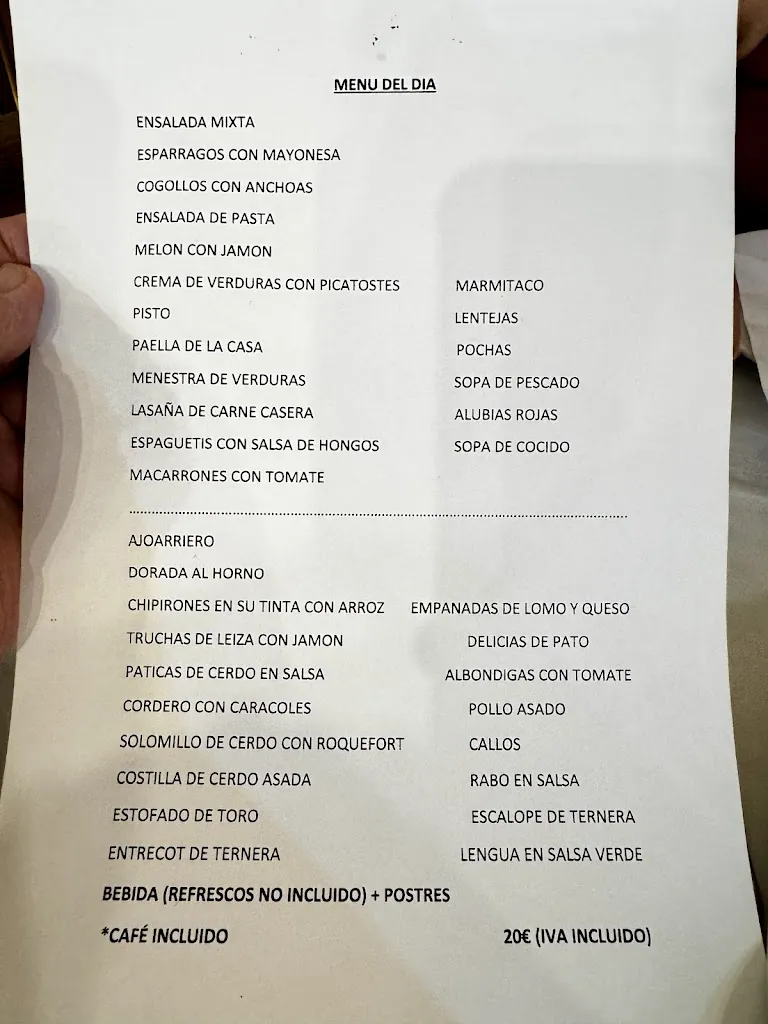 MENU DEL DIA
ENSALADA MIXTA
ESPARRAGOS CON MAYONESA
COGOLLOS CON ANCHOAS
ENSALADA DE PASTA
MELON CON JAMON
CREMA DE VERDURAS CON PICATOSTES MARMITACO
PISTO LENTEJAS
PAELLA DE LA CASA POCHAS
MENESTRA DE VERDURAS SOPA DE PESCADO
LASAÑA DE CARNE CASERA ALUBIAS ROJAS
ESPAGUETIS CON SALSA DE HONGOS SOPA DE COCIDO
MACARRONES CON TOMATE
AJOARRIERO
DORADA AL HORNO
CHIPIRONES EN SU TINTA CON ARROZ EMPANADAS DE LOMO Y QUESO
TRUCHAS DE LEIZA CON JAMON DELICIAS DE PATO
PATICAS DE CERDO EN SALSA ALBONDIGAS CON TOMATE
CORDERO CON CARACOLES POLLO ASADO
SOLOMILLO DE CERDO CON ROQUEFORT CALLOS
COSTILLA DE CERDO ASADA RABO EN SALSA
ESTOFADO DE TORO ESCALOPE DE TERNERA
ENTRECOT DE TERNERA LENGUA EN SALSA VERDE
BEBIDA (REFRESCOS NO INCLUIDO) + POSTRES
*CAFÉ INCLUIDO 20€ (IVA INCLUIDO)